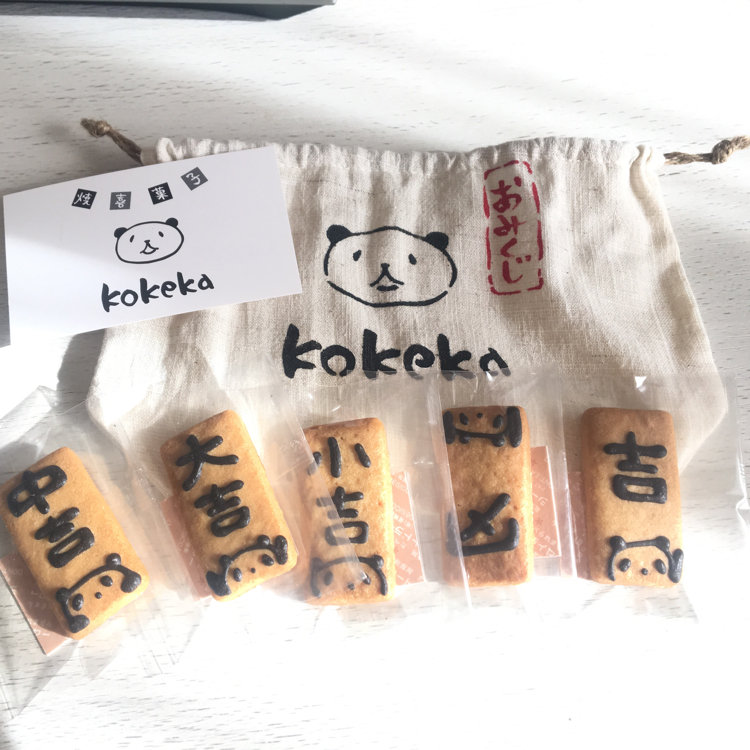 焼喜菓子
kokeka
おみくじ
kokeka
中吉
大吉
小吉
凶
吉